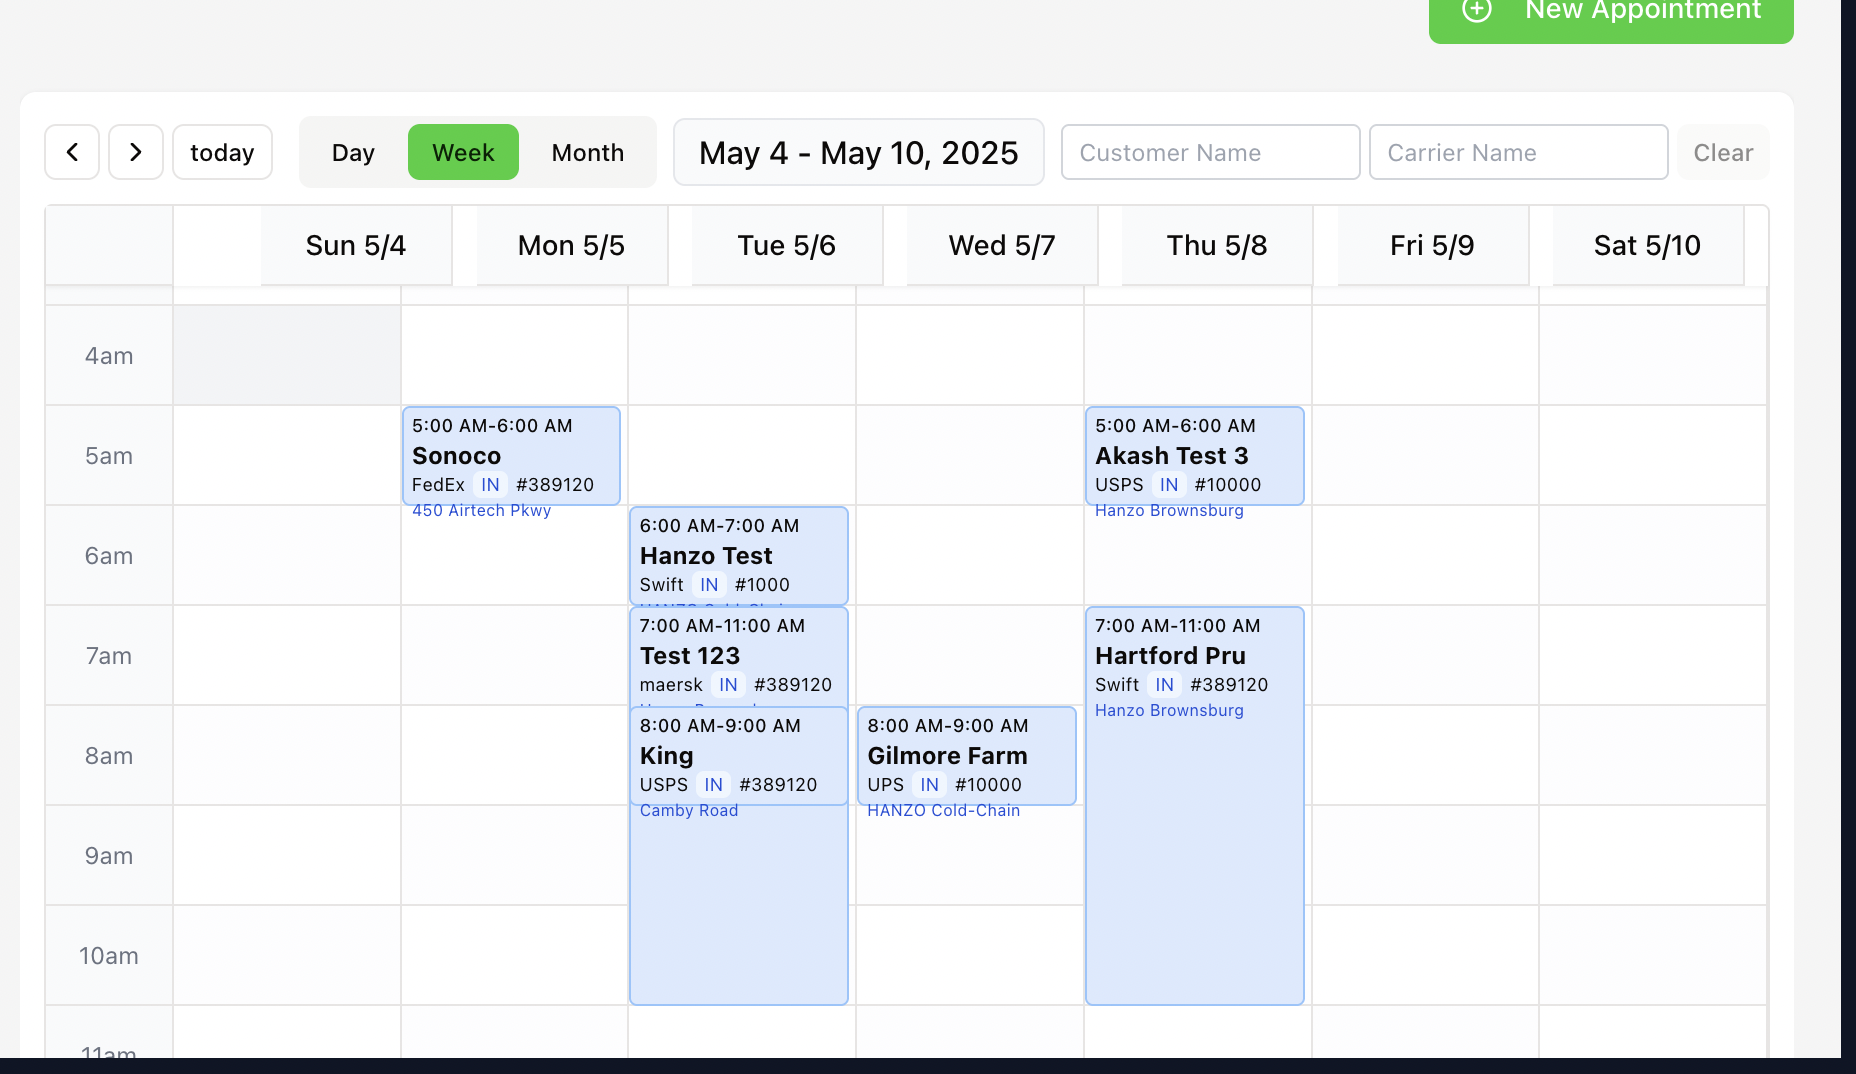 New Appointment
today
Day
Week
Month
May 4 - May 10, 2025
Customer Name
Carrier Name
Clear
Sun 5/4
Mon 5/5
Tue 5/6
Wed 5/7
Thu 5/8
Fri 5/9
Sat 5/10
4am
5am
5:00 AM-6:00 AM
Sonoco
FedEx IN #389120
450 Airtech Pkwy
5:00 AM-6:00 AM
Akash Test 3
USPS IN #10000
Hanzo Brownsburg
6am
6:00 AM-7:00 AM
Hanzo Test
Swift IN #1000
7am
7:00 AM-11:00 AM
Test 123
maersk IN #389120
7:00 AM-11:00 AM
Hartford Pru
Swift IN #389120
Hanzo Brownsburg
8am
8:00 AM-9:00 AM
King
USPS IN #389120
Camby Road
8:00 AM-9:00 AM
Gilmore Farm
UPS IN #10000
HANZO Cold-Chain
9am
10am
11am